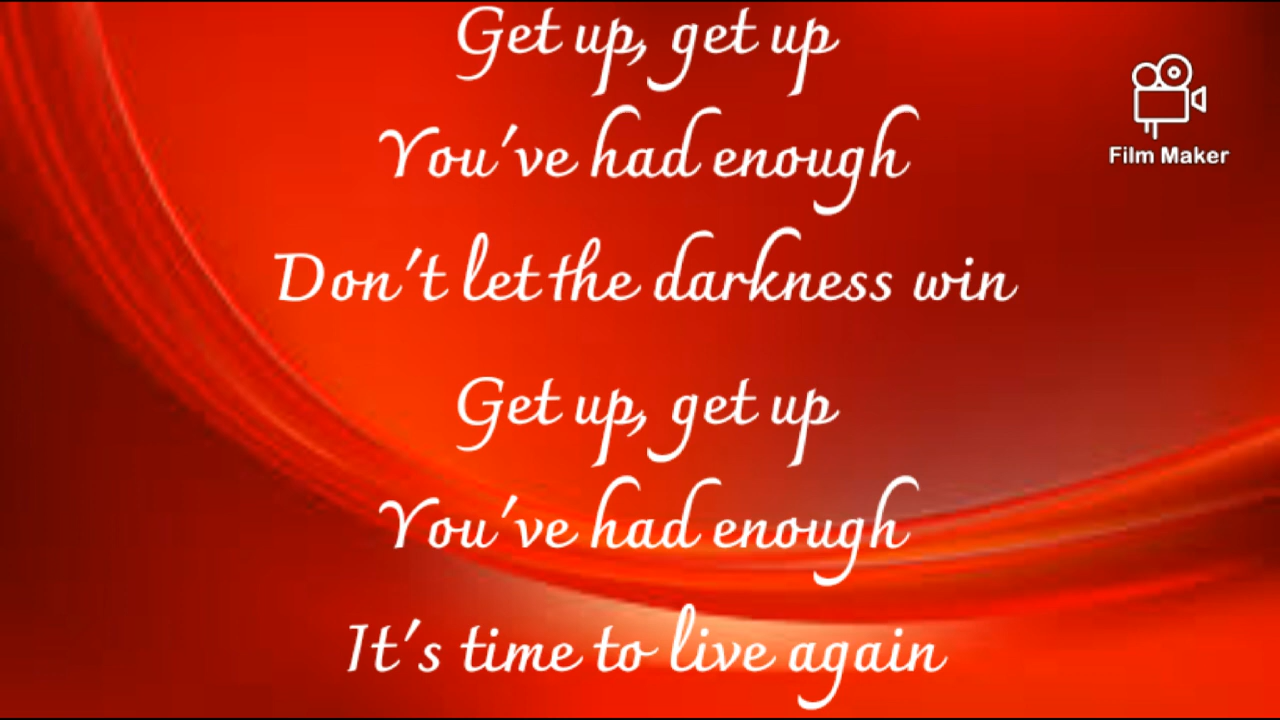 Get up, get up
Film Maker
You've had enough
Don't let the darkness win
Get up, get up
You've had enough
It's time to live again